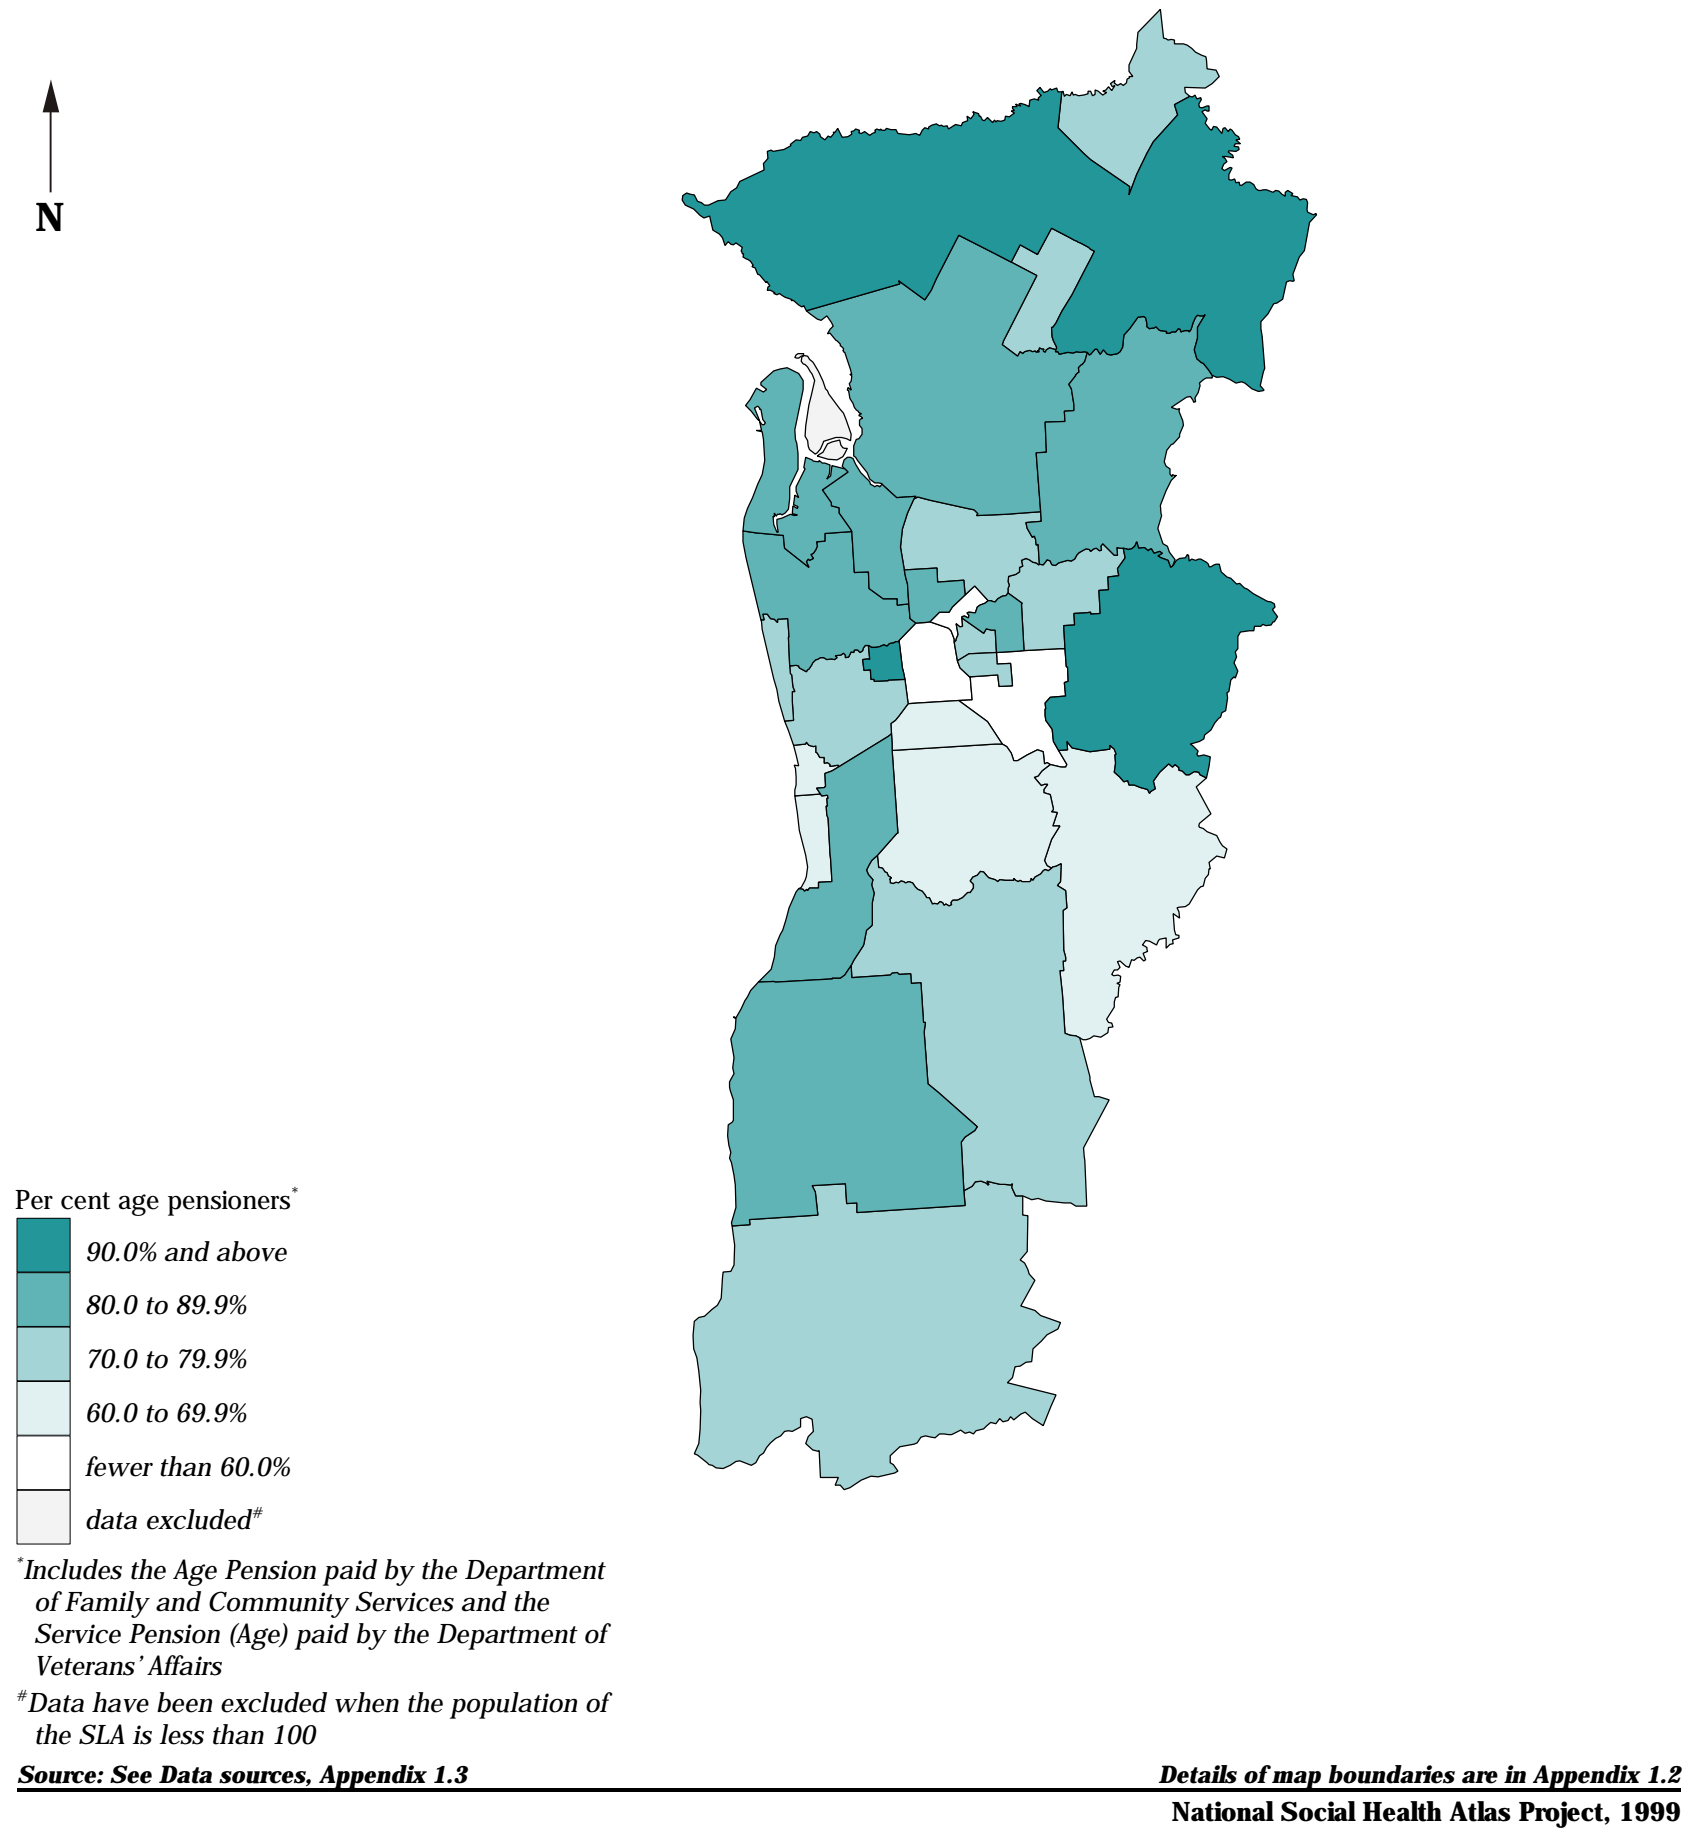 N
Per cent age pensioners*
90.0% and above
80.0 to 89.9%
70.0 to 79.9%
60.0 to 69.9%
fewer than 60.0%
data excluded#
*Includes the Age Pension paid by the Department
of Family and Community Services and the
Service Pension (Age) paid by the Department of
Veterans’ Affairs
#Data have been excluded when the population of
the SLA is less than 100
Source: See Data sources, Appendix 1.3
Details of map boundaries are in Appendix 1.2
National Social Health Atlas Project, 1999